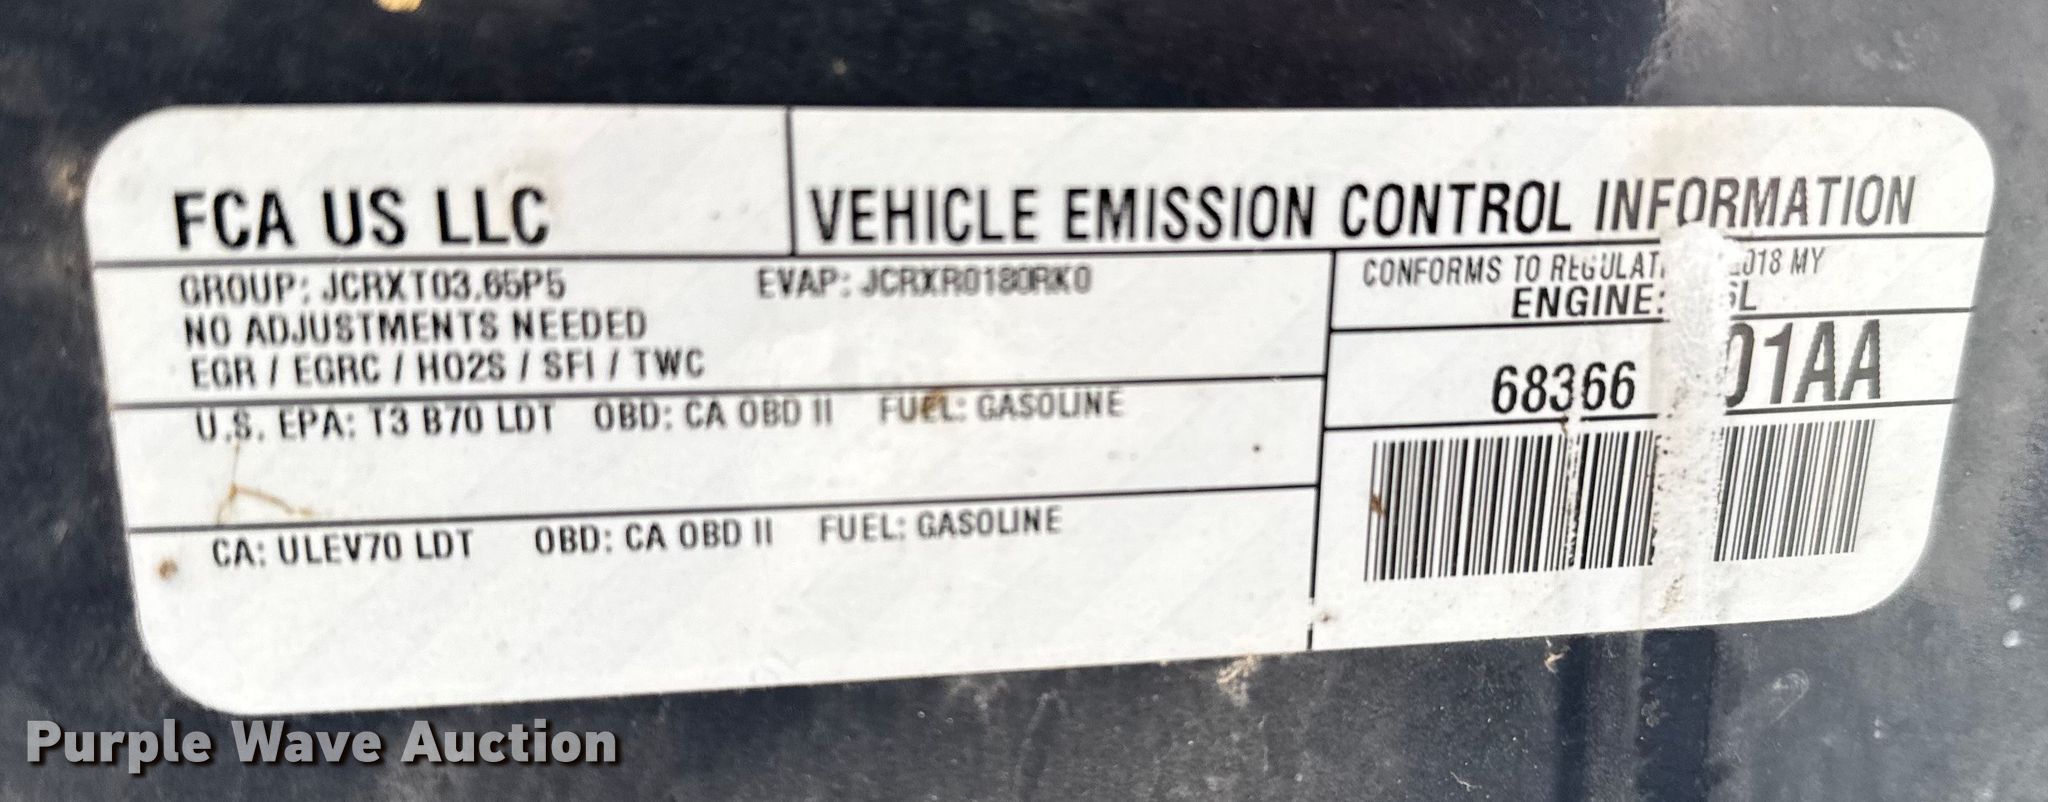 FCA US LLC
VEHICLE EMISSION CONTROL INFORMATION
GROUP: JCRXT03.65P5 EVAP: JCRXR0180RK0
NO ADJUSTMENTS NEEDED
EGR / EGRC / HO2S / SFI / TWC
U.S. EPA: T3 B70 LDT OBD: CA OBD II FUEL: GASOLINE
CA: ULEV70 LDT OBD: CA OBD II FUEL: GASOLINE
CONFORMS TO MY
ENGINE:
68366 01AA
Purple Wave Auction